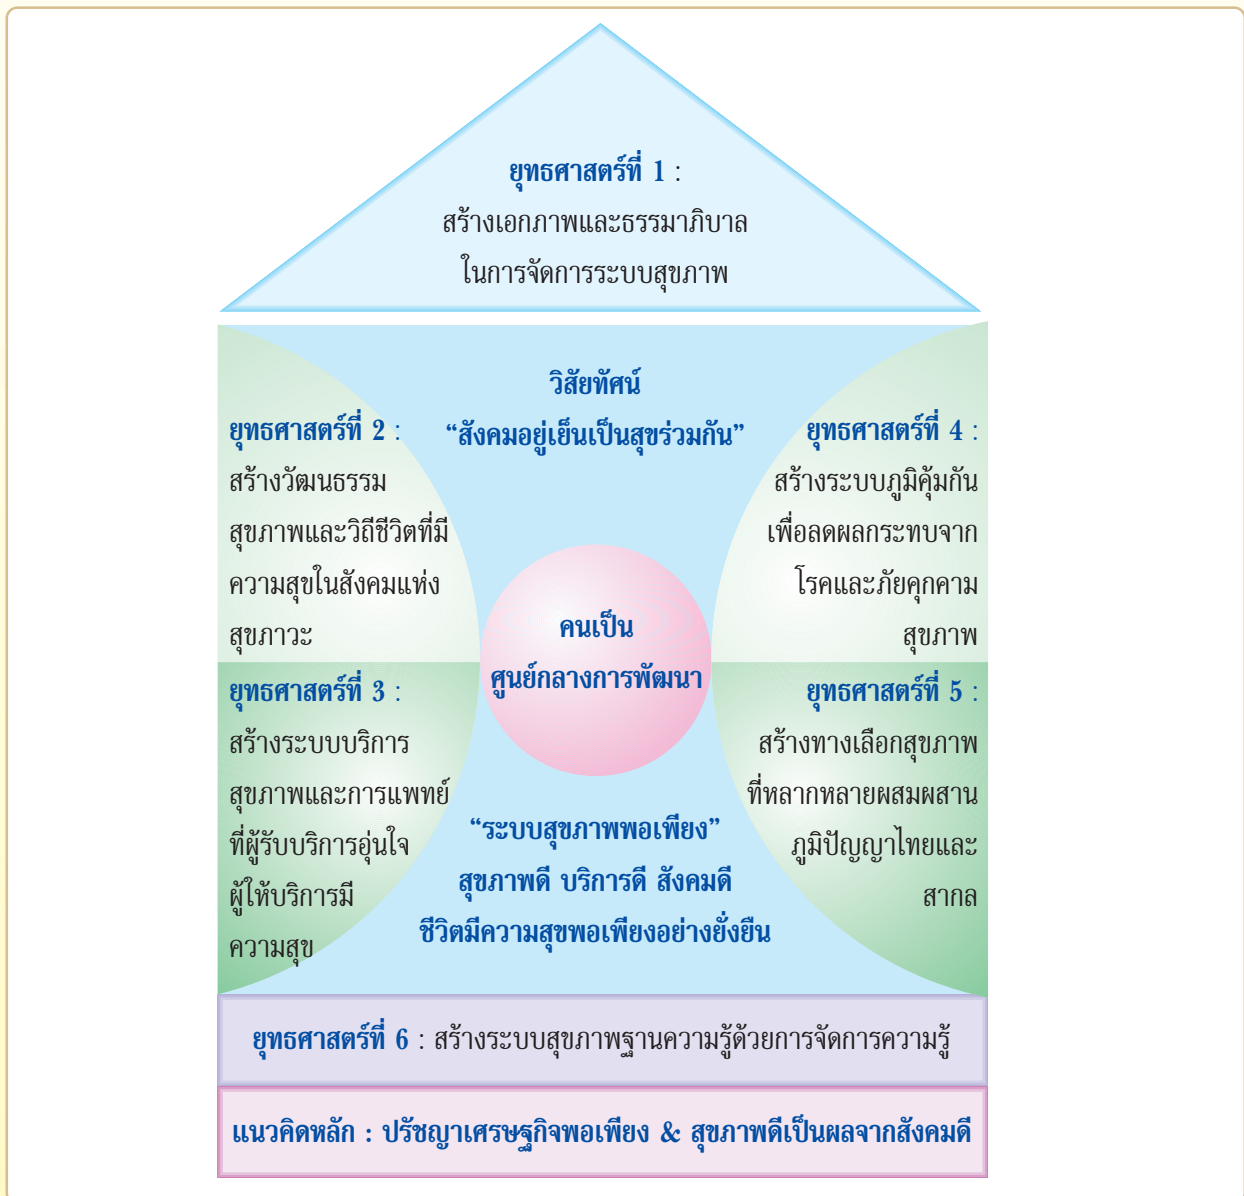 ยุทธศาสตร์ที่ 1 :
สร้างเอกภาพและธรรมาภิบาล
ในการจัดการระบบสุขภาพ
วิสัยทัศน์
“สังคมอยู่เย็นเป็นสุขร่วมกัน”
ยุทธศาสตร์ที่ 2 :
สร้างวัฒนธรรม
สุขภาพและวิถีชีวิตที่มี
ความสุขในสังคมแห่ง
สุขภาวะ
ยุทธศาสตร์ที่ 4 :
สร้างระบบภูมิคุ้มกัน
เพื่อลดผลกระทบจาก
โรคและภัยคุกคาม
สุขภาพ
คนเป็น
ศูนย์กลางการพัฒนา
ยุทธศาสตร์ที่ 3 :
สร้างระบบบริการ
สุขภาพและการแพทย์
ที่ผู้รับบริการอุ่นใจ
ผู้ให้บริการมี
ความสุข
ยุทธศาสตร์ที่ 5 :
สร้างทางเลือกสุขภาพ
ที่หลากหลายผสมผสาน
ภูมิปัญญาไทยและ
สากล
“ระบบสุขภาพพอเพียง”
สุขภาพดี บริการดี สังคมดี
ชีวิตมีความสุขพอเพียงอย่างยั่งยืน
ยุทธศาสตร์ที่ 6 : สร้างระบบสุขภาพฐานความรู้ด้วยการจัดการความรู้
แนวคิดหลัก : ปรัชญาเศรษฐกิจพอเพียง & สุขภาพดีเป็นผลจากสังคมดี